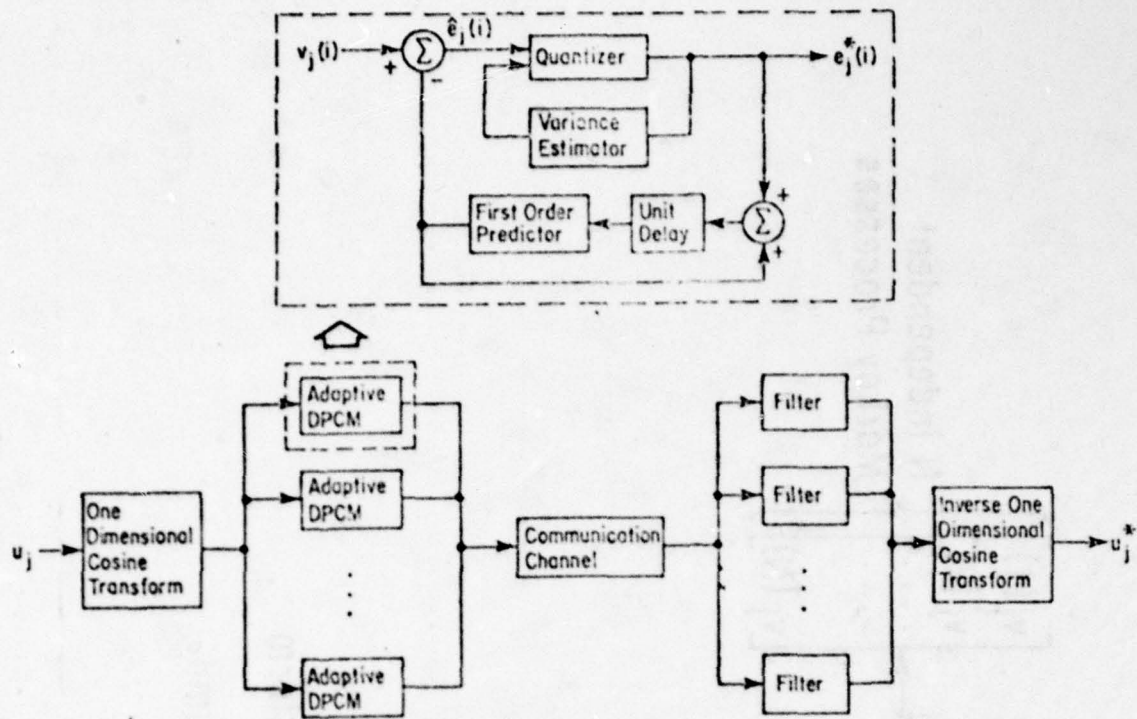 v_j(i)
+
Σ
−
ê_j(i)
Quantizer
e*_j(i)
Variance
Estimator
First Order
Predictor
Unit
Delay
+
Σ
+
Adaptive
DPCM
Filter
u_j
One
Dimensional
Cosine
Transform
Adaptive
DPCM
Communication
Channel
Filter
Inverse One
Dimensional
Cosine
Transform
u*_j
Adaptive
DPCM
Filter